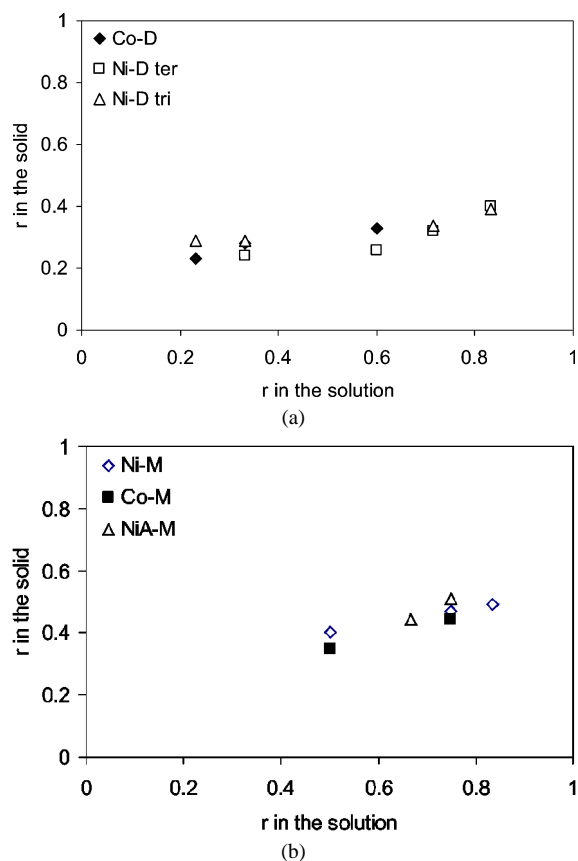 1
Co-D
Ni-D ter
0.8
Ni-D tri
0.6
r in the solid
0.4
0.2
0
0 0.2 0.4 0.6 0.8 1
r in the solution
(a)
1
Ni-M
0.8
Co-M
NiA-M
0.6
r in the solid
0.4
0.2
0
0 0.2 0.4 0.6 0.8 1
r in the solution
(b)